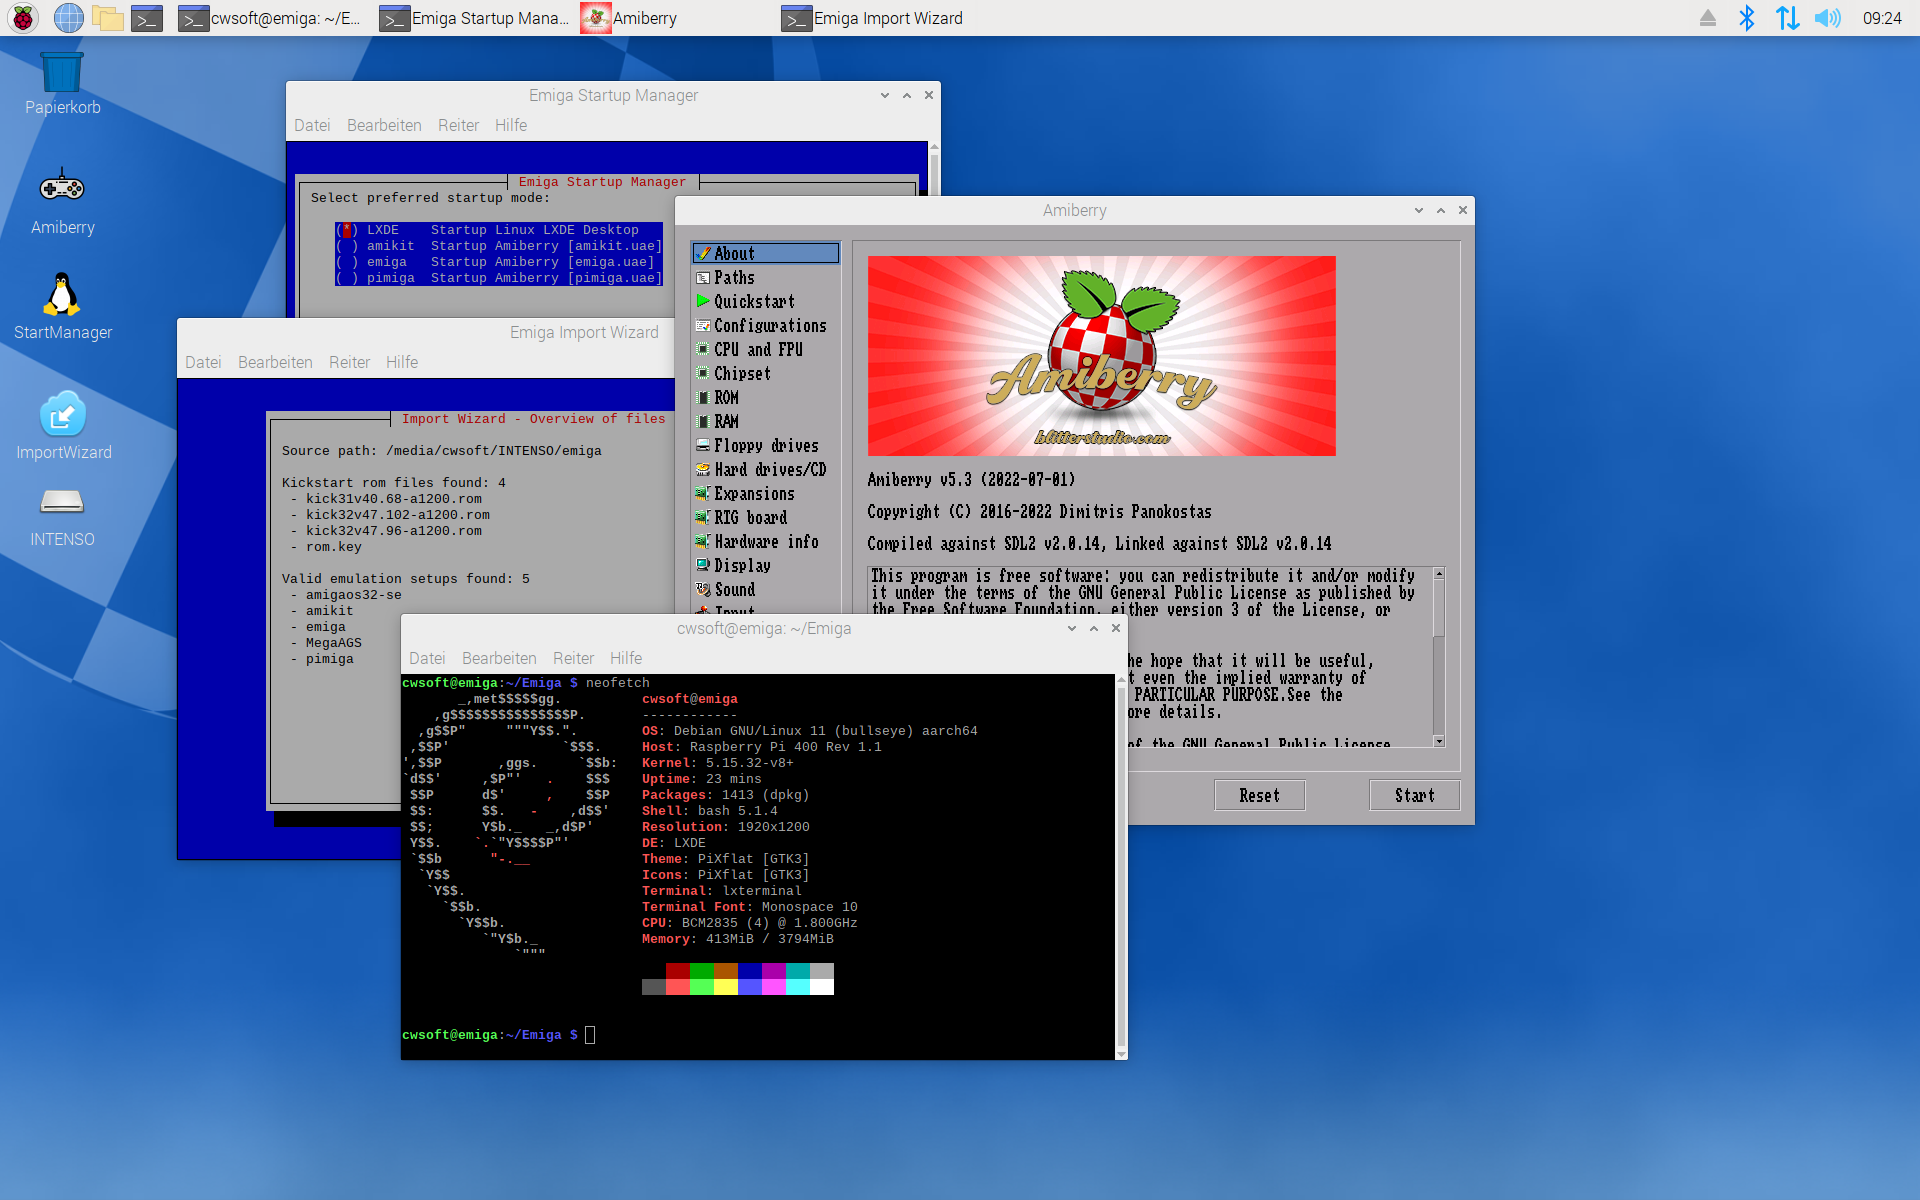 cwsoft@emiga: ~/E...
Emiga Startup Mana...
Amiberry
Emiga Import Wizard
09:24
Papierkorb
Amiberry
StartManager
ImportWizard
INTENSO
Emiga Startup Manager
Datei Bearbeiten Reiter Hilfe
Emiga Startup Manager
Select preferred startup mode:
(*) LXDE Startup Linux LXDE Desktop
( ) amikit Startup Amiberry [amikit.uae]
( ) emiga Startup Amiberry [emiga.uae]
( ) pimiga Startup Amiberry [pimiga.uae]
Emiga Import Wizard
Datei Bearbeiten Reiter Hilfe
Import Wizard - Overview of files
Source path: /media/cwsoft/INTENSO/emiga
Kickstart rom files found: 4
- kick31v40.68-a1200.rom
- kick32v47.102-a1200.rom
- kick32v47.96-a1200.rom
- rom.key
Valid emulation setups found: 5
- amigaos32-se
- amikit
- emiga
- MegaAGS
- pimiga
Amiberry
About
Paths
Quickstart
Configurations
CPU and FPU
Chipset
ROM
RAM
Floppy drives
Hard drives/CD
Expansions
RTG board
Hardware info
Display
Sound
Input
Amiberry
blitterstudio.com
Amiberry v5.3 (2022-07-01)
Copyright (C) 2016-2022 Dimitris Panokostas
Compiled against SDL2 v2.0.14, Linked against SDL2 v2.0.14
This program is free software: you can redistribute it and/or modify
it under the terms of the GNU General Public License as published by
the Free Software Foundation, either version 3 of the License, or
he hope that it will be useful,
t even the implied warranty of
PARTICULAR PURPOSE.See the
ore details.
of the GNU General Public License
Reset
Start
cwsoft@emiga: ~/Emiga
Datei Bearbeiten Reiter Hilfe
cwsoft@emiga:~/Emiga $ neofetch
cwsoft@emiga
------------
OS: Debian GNU/Linux 11 (bullseye) aarch64
Host: Raspberry Pi 400 Rev 1.1
Kernel: 5.15.32-v8+
Uptime: 23 mins
Packages: 1413 (dpkg)
Shell: bash 5.1.4
Resolution: 1920x1200
DE: LXDE
Theme: PiXflat [GTK3]
Icons: PiXflat [GTK3]
Terminal: lxterminal
Terminal Font: Monospace 10
CPU: BCM2835 (4) @ 1.800GHz
Memory: 413MiB / 3794MiB
cwsoft@emiga:~/Emiga $